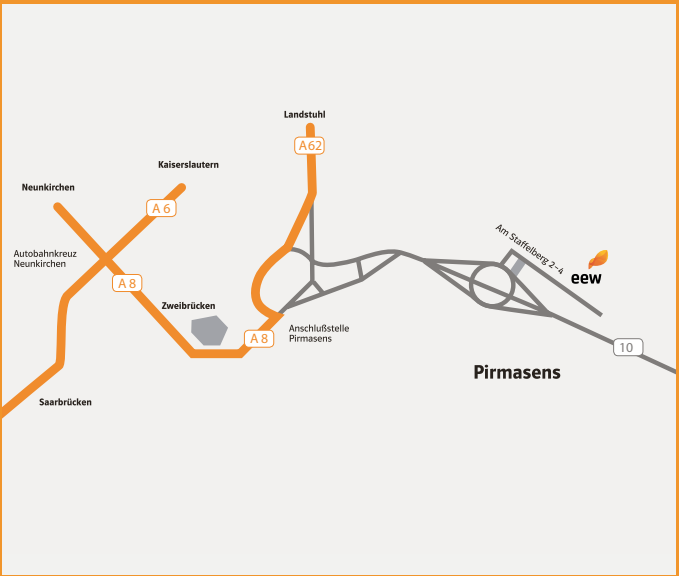 Landstuhl
A 62
Kaiserslautern
Neunkirchen
A 6
Autobahnkreuz
Neunkirchen
Am Staffelberg 2-4
eew
A 8
Zweibrücken
Anschlußstelle
Pirmasens
A 8
10
Pirmasens
Saarbrücken